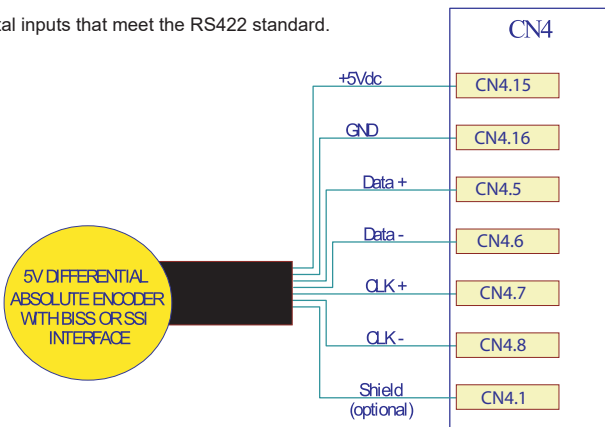 tal inputs that meet the RS422 standard.
CN4
+5Vdc
CN4.15
GND
CN4.16
Data +
CN4.5
Data -
CN4.6
5V DIFFERENTIAL
ABSOLUTE ENCODER
WITH BISS OR SSI
INTERFACE
CLK +
CN4.7
CLK -
CN4.8
Shield
(optional)
CN4.1